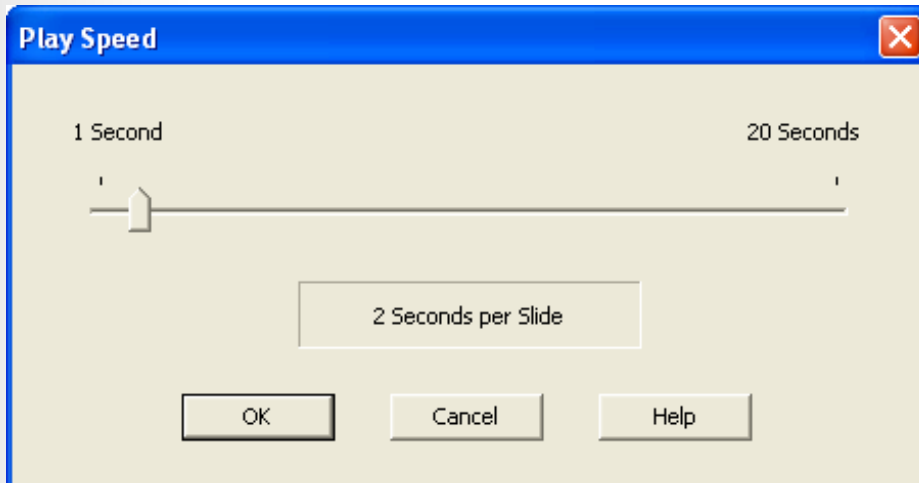 Play Speed
1 Second 20 Seconds
2 Seconds per Slide
OK Cancel Help